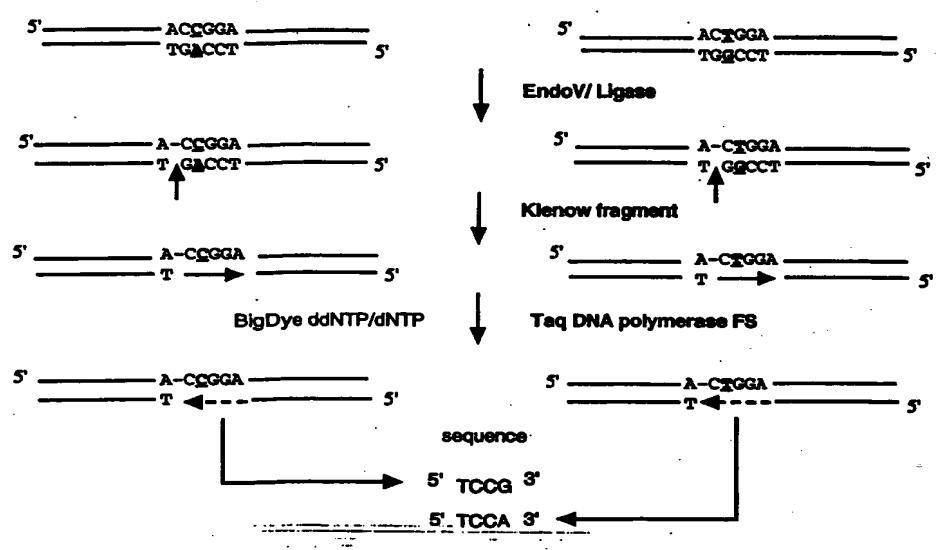 5' ACCGGA
TGACCT 5'
5' ACTGGA
TGGCCT 5'
EndoV/ Ligase
5' A-CCGGA
T GACCT 5'
5' A-CTGGA
T GGCCT 5'
Klenow fragment
5' A-CCGGA
T 5'
5' A-CTGGA
T 5'
BigDye ddNTP/dNTP Taq DNA polymerase FS
5' A-CCGGA
T 5'
5' A-CTGGA
T 5'
sequence
5' TCCG 3'
5' TCCA 3'